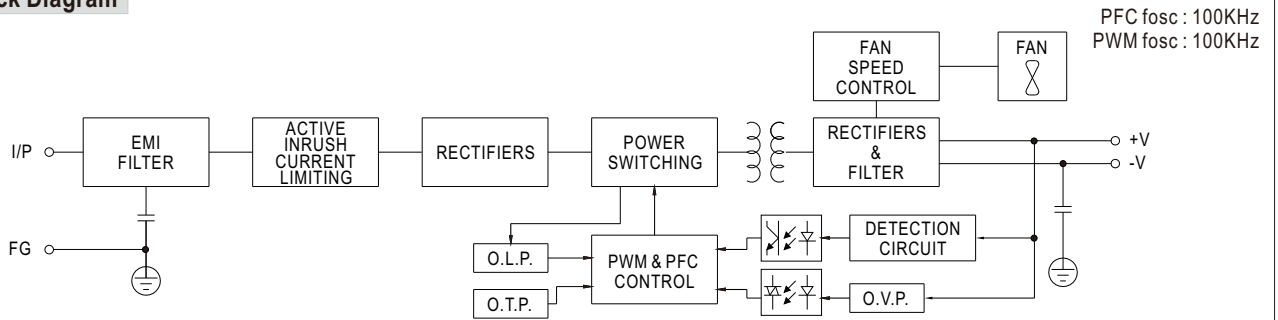 Diagram
PFC fosc : 100KHz
PWM fosc : 100KHz
FAN
SPEED
CONTROL
FAN
I/P
EMI
FILTER
ACTIVE
INRUSH
CURRENT
LIMITING
RECTIFIERS
POWER
SWITCHING
RECTIFIERS
&
FILTER
+V
-V
FG
O.L.P.
PWM & PFC
CONTROL
DETECTION
CIRCUIT
O.T.P.
O.V.P.